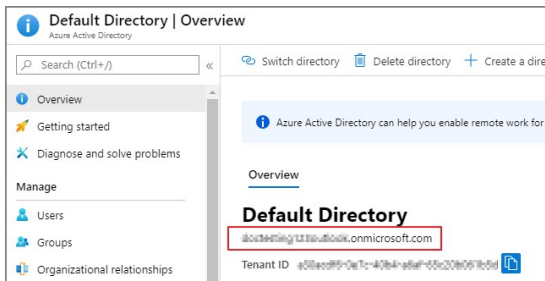 Default Directory | Overview
Azure Active Directory
Search (Ctrl+/)
«
Switch directory
Delete directory
Create a dire
Overview
Getting started
Diagnose and solve problems
Manage
Users
Groups
Organizational relationships
Azure Active Directory can help you enable remote work for
Overview
Default Directory
.onmicrosoft.com
Tenant ID